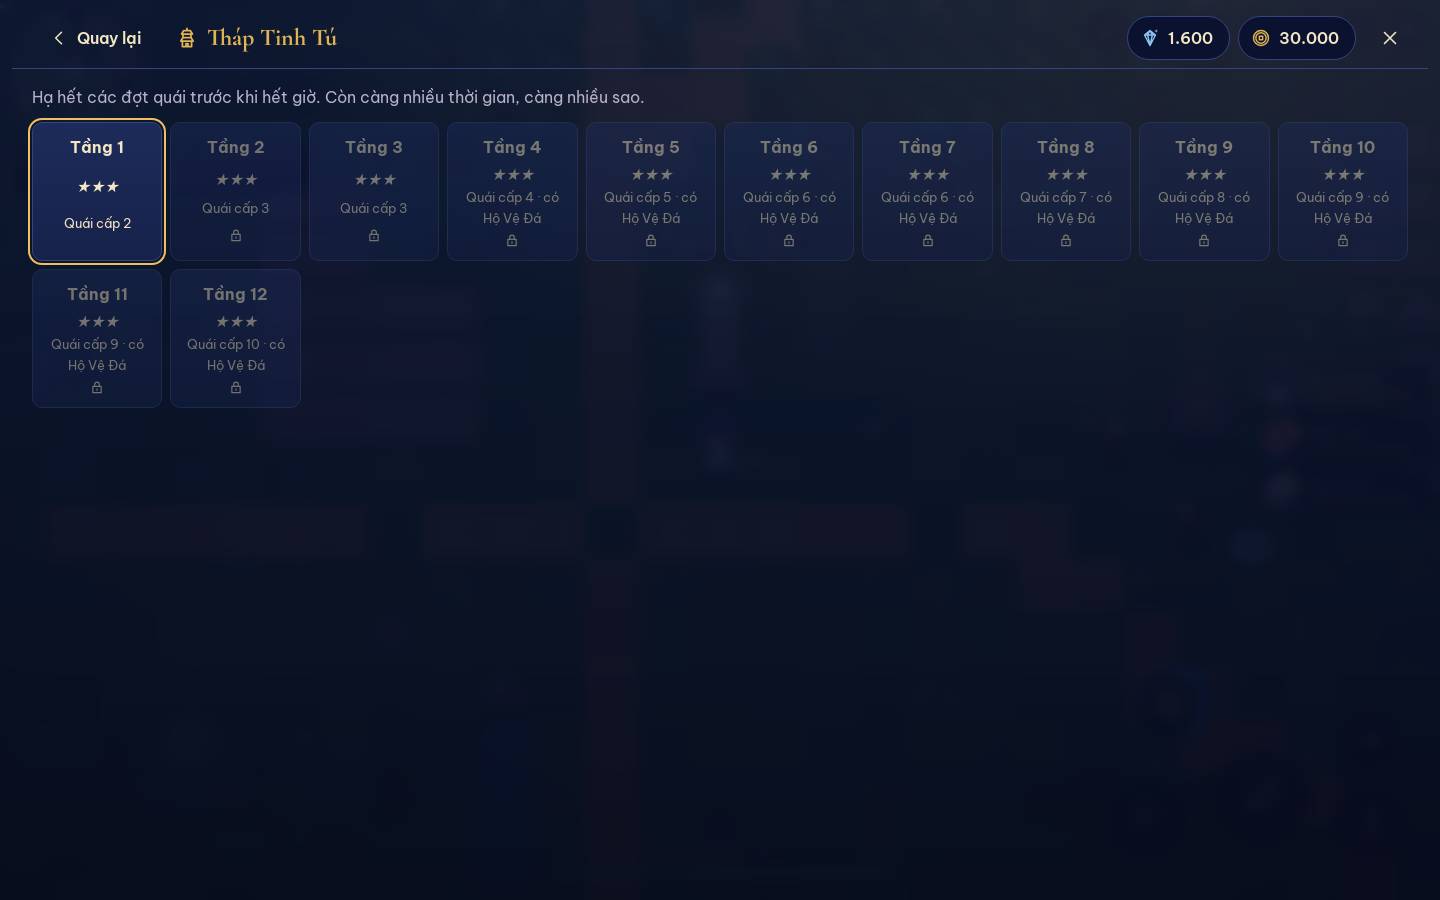 Quay lại
Tháp Tinh Tú
1.600
30.000
Hạ hết các đợt quái trước khi hết giờ. Còn càng nhiều thời gian, càng nhiều sao.
Tầng 1
★★★
Quái cấp 2
Tầng 2
★★★
Quái cấp 3
Tầng 3
★★★
Quái cấp 3
Tầng 4
★★★
Quái cấp 4 · có
Hộ Vệ Đá
Tầng 5
★★★
Quái cấp 5 · có
Hộ Vệ Đá
Tầng 6
★★★
Quái cấp 6 · có
Hộ Vệ Đá
Tầng 7
★★★
Quái cấp 6 · có
Hộ Vệ Đá
Tầng 8
★★★
Quái cấp 7 · có
Hộ Vệ Đá
Tầng 9
★★★
Quái cấp 8 · có
Hộ Vệ Đá
Tầng 10
★★★
Quái cấp 9 · có
Hộ Vệ Đá
Tầng 11
★★★
Quái cấp 9 · có
Hộ Vệ Đá
Tầng 12
★★★
Quái cấp 10 · có
Hộ Vệ Đá